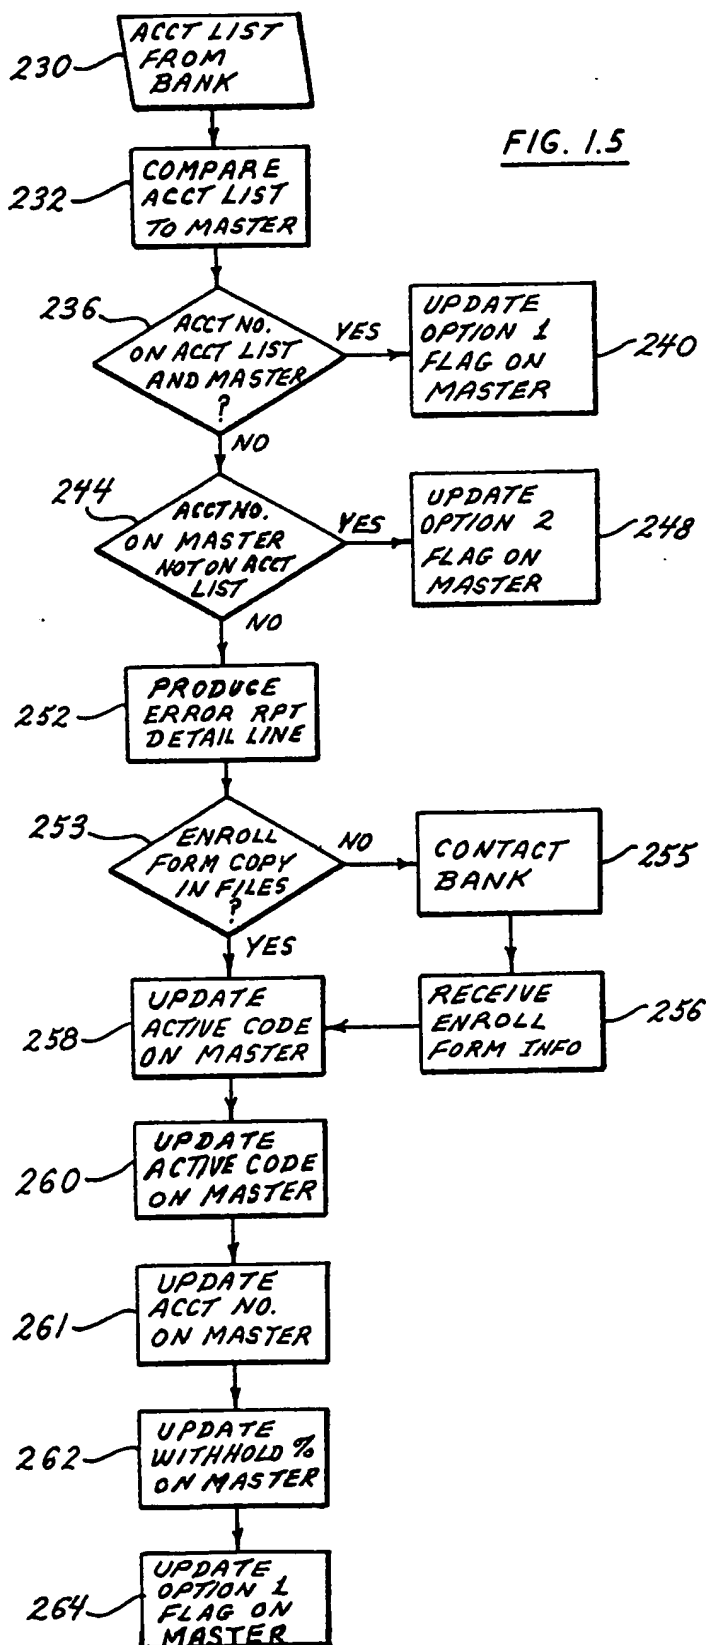 ACCT LIST
FROM
BANK
230
FIG. 1.5
COMPARE
ACCT LIST
TO MASTER
232
236
ACCT NO.
ON ACCT LIST
AND MASTER
?
YES
UPDATE
OPTION 1
FLAG ON
MASTER
240
NO
244
ACCT NO.
ON MASTER
NOT ON ACCT
LIST
YES
UPDATE
OPTION 2
FLAG ON
MASTER
248
NO
PRODUCE
ERROR RPT
DETAIL LINE
252
253
ENROLL
FORM COPY
IN FILES
?
NO
CONTACT
BANK
255
YES
UPDATE
ACTIVE CODE
ON MASTER
258
RECEIVE
ENROLL
FORM INFO
256
UPDATE
ACTIVE CODE
ON MASTER
260
UPDATE
ACCT NO.
ON MASTER
261
UPDATE
WITHHOLD %
ON MASTER
262
UPDATE
OPTION 1
FLAG ON
MASTER
264